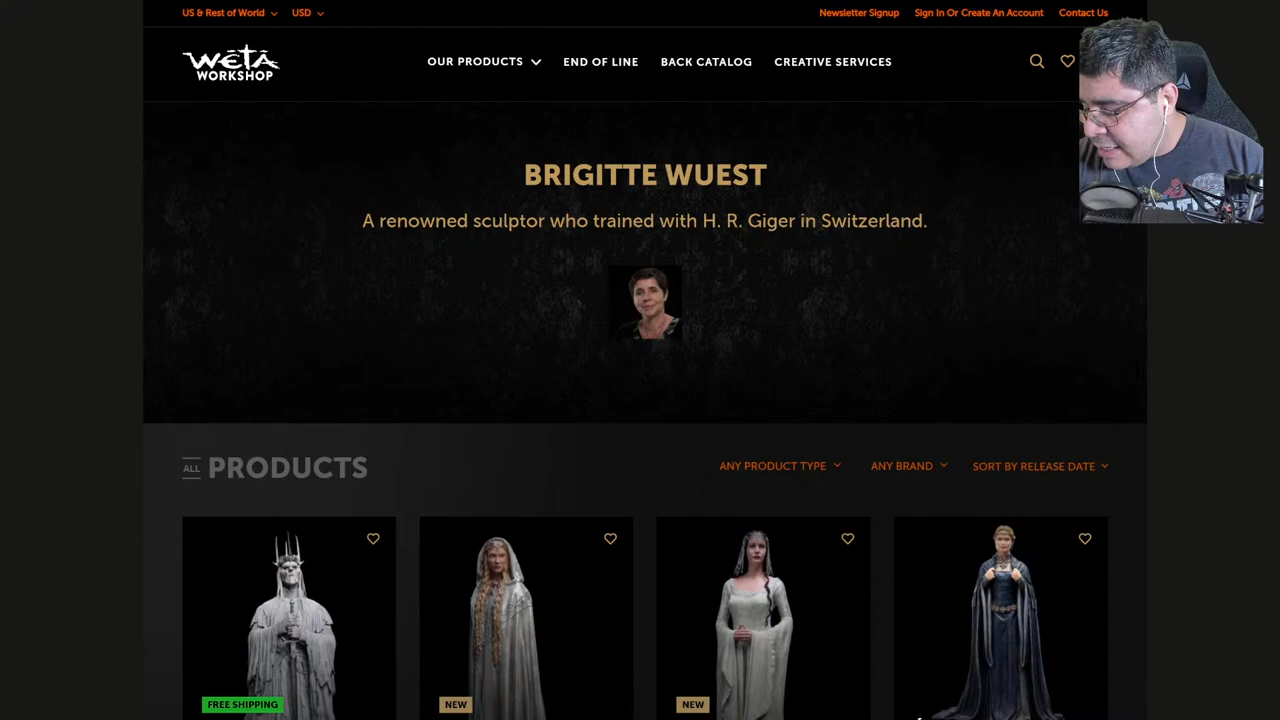 US & Rest of World
USD
Newsletter Signup
Sign In Or Create An Account
Contact Us
WĒTĀ
WORKSHOP
OUR PRODUCTS
END OF LINE
BACK CATALOG
CREATIVE SERVICES
BRIGITTE WUEST
A renowned sculptor who trained with H. R. Giger in Switzerland.
ALL PRODUCTS
ANY PRODUCT TYPE
ANY BRAND
SORT BY RELEASE DATE
FREE SHIPPING
NEW
NEW